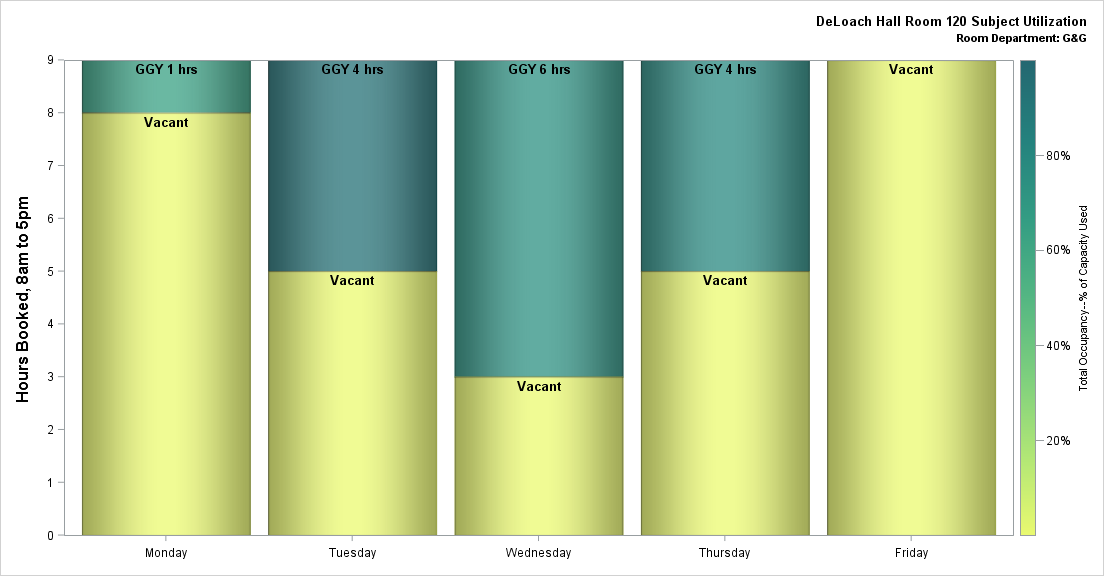 DeLoach Hall Room 120 Subject Utilization
Room Department: G&G
Hours Booked, 8am to 5pm
9
8
7
6
5
4
3
2
1
0
GGY 1 hrs
Vacant
GGY 4 hrs
Vacant
GGY 6 hrs
Vacant
GGY 4 hrs
Vacant
Vacant
Monday
Tuesday
Wednesday
Thursday
Friday
80%
60%
40%
20%
Total Occupancy--% of Capacity Used